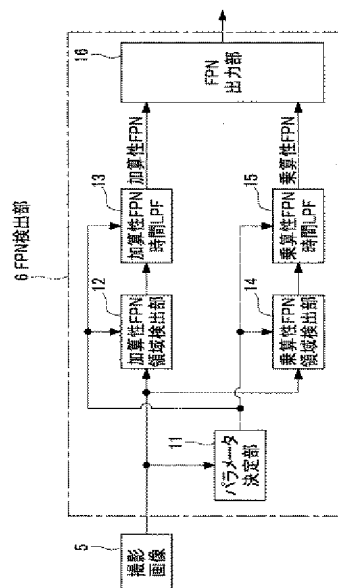 6 FPN検出部
5
撮影
画像
11
パラメータ
決定部
12
加算性FPN
領域検出部
13
加算性FPN
時間LPF
加算性FPN
14
乗算性FPN
領域検出部
15
乗算性FPN
時間LPF
乗算性FPN
16
FPN
出力部